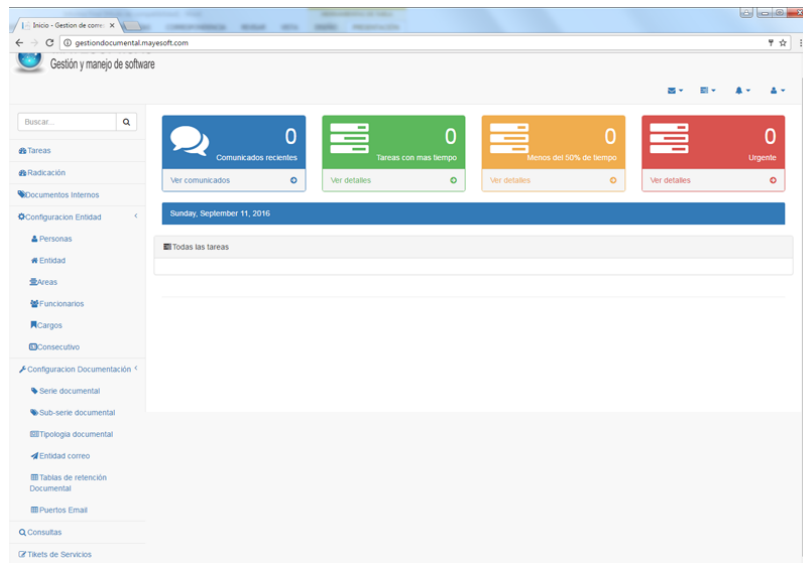 Inicio - Gestion de corre
gestiondocumental.mayesoft.com
Gestión y manejo de software
Buscar...
Tareas
Radicación
Documentos Internos
Configuracion Entidad
Personas
Entidad
Areas
Funcionarios
Cargos
Consecutivo
Configuracion Documentación
Serie documental
Sub-serie documental
Tipologia documental
Entidad correo
Tablas de retención
Documental
Puertos Email
Consultas
Tikets de Servicios
0
Comunicados recientes
Ver comunicados
0
Tareas con mas tiempo
Ver detalles
0
Menos del 50% de tiempo
Ver detalles
0
Urgente
Ver detalles
Sunday, September 11, 2016
Todas las tareas